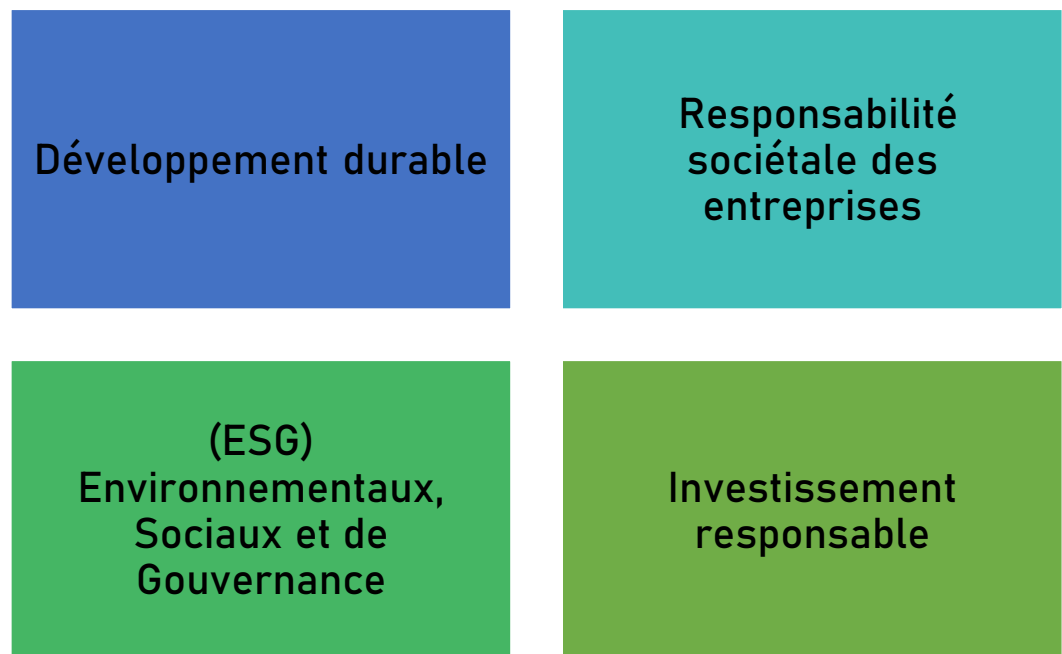 Développement durable
Responsabilité
sociétale des
entreprises
(ESG)
Environnementaux,
Sociaux et de
Gouvernance
Investissement
responsable